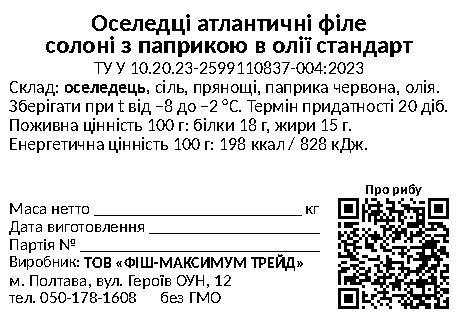 Оселедці атлантичні філе
солоні з паприкою в олії стандарт
ТУ У 10.20.23-2599110837-004:2023
Склад: оселедець, сіль, прянощі, паприка червона, олія.
Зберігати при t від −8 до −2 °С. Термін придатності 20 діб.
Поживна цінність 100 г: білки 18 г, жири 15 г.
Енергетична цінність 100 г: 198 ккал / 828 кДж.
Про рибу
Маса нетто ____________________ кг
Дата виготовлення ____________________
Партія № ____________________
Виробник: ТОВ «ФІШ-МАКСИМУМ ТРЕЙД»
м. Полтава, вул. Героїв ОУН, 12
тел. 050-178-1608 без ГМО